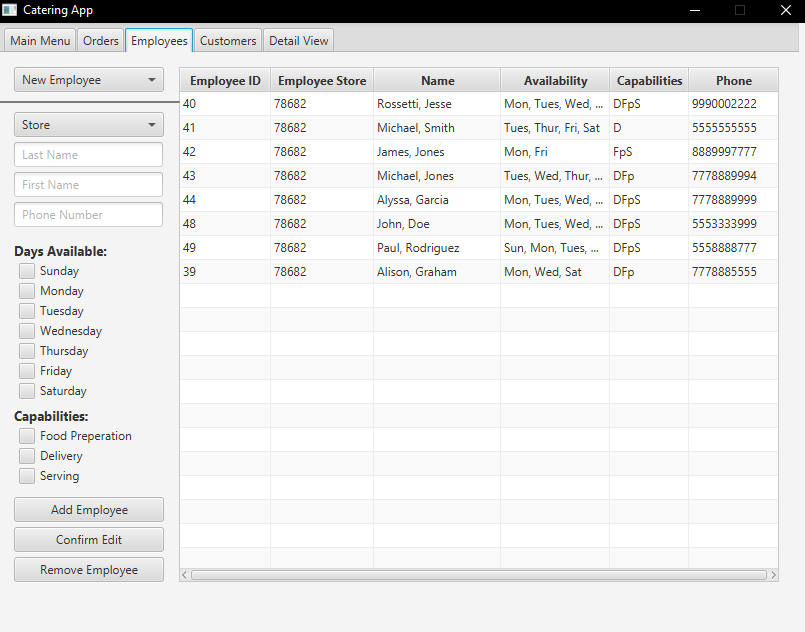 Catering App
Main Menu Orders Employees Customers Detail View
New Employee
Store
Last Name
First Name
Phone Number
Days Available:
Sunday
Monday
Tuesday
Wednesday
Thursday
Friday
Saturday
Capabilities:
Food Preperation
Delivery
Serving
Add Employee
Confirm Edit
Remove Employee
Employee ID Employee Store Name Availability Capabilities Phone
40 78682 Rossetti, Jesse Mon, Tues, Wed, ... DFpS 9990002222
41 78682 Michael, Smith Tues, Thur, Fri, Sat D 5555555555
42 78682 James, Jones Mon, Fri FpS 8889997777
43 78682 Michael, Jones Tues, Wed, Thur, ... DFp 7778889994
44 78682 Alyssa, Garcia Mon, Tues, Wed, ... DFpS 7778889999
48 78682 John, Doe Mon, Tues, Wed, ... DFpS 5553333999
49 78682 Paul, Rodriguez Sun, Mon, Tues, ... DFpS 5558888777
39 78682 Alison, Graham Mon, Wed, Sat DFp 7778885555